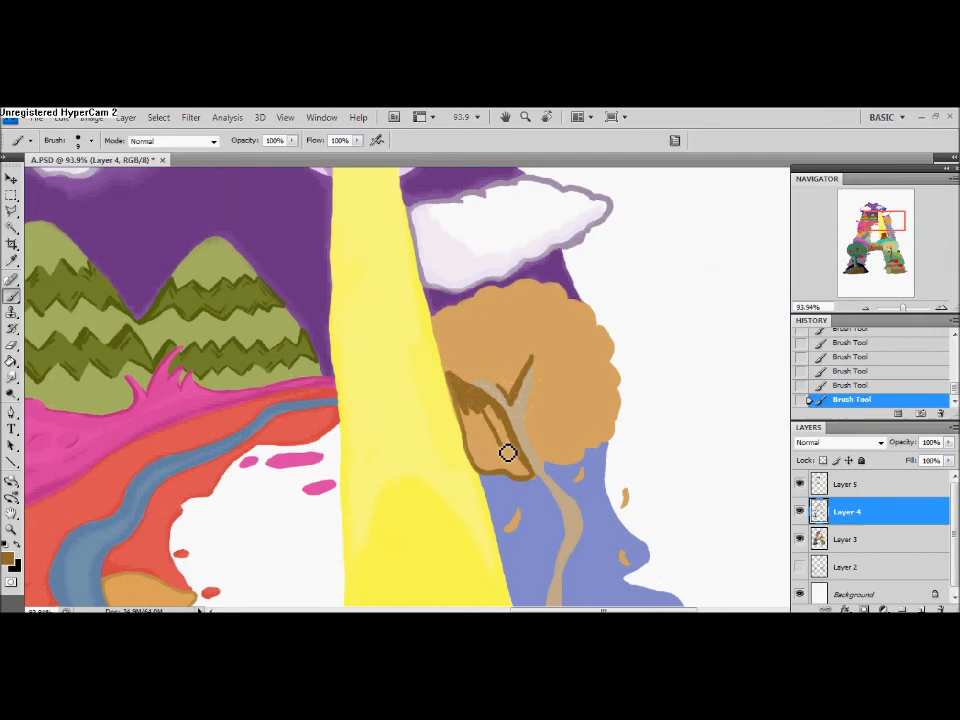 Unregistered HyperCam 2
Layer Select Filter Analysis 3D View Window Help 93.9 BASIC
Brush: 9 Mode: Normal Opacity: 100% Flow: 100%
A.PSD @ 93.9% (Layer 4, RGB/8) *
NAVIGATOR
93.94%
HISTORY
Brush Tool
Brush Tool
Brush Tool
Brush Tool
Brush Tool
Brush Tool
LAYERS
Normal Opacity: 100%
Lock: Fill: 100%
Layer 5
Layer 4
Layer 3
Layer 2
Background